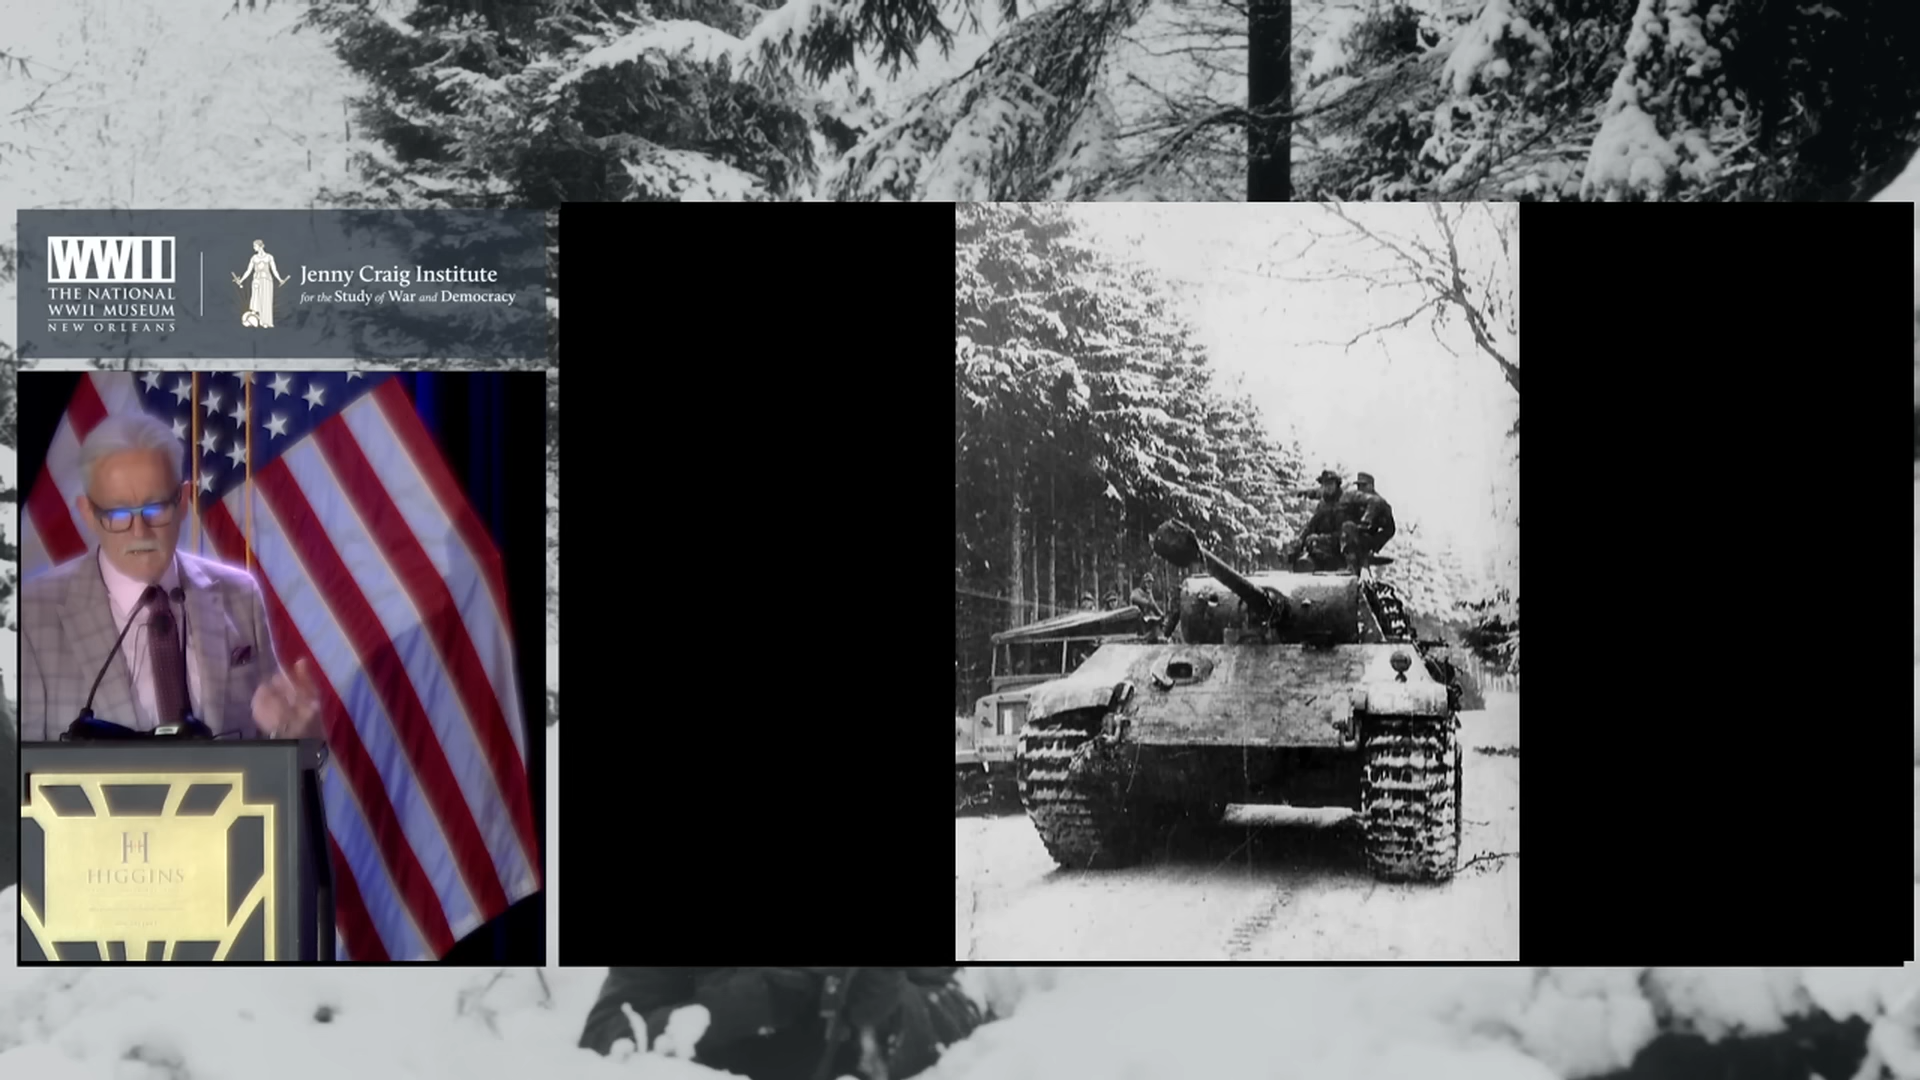 WWII
THE NATIONAL
WWII MUSEUM
NEW ORLEANS
Jenny Craig Institute
for the Study of War and Democracy
H
HIGGINS